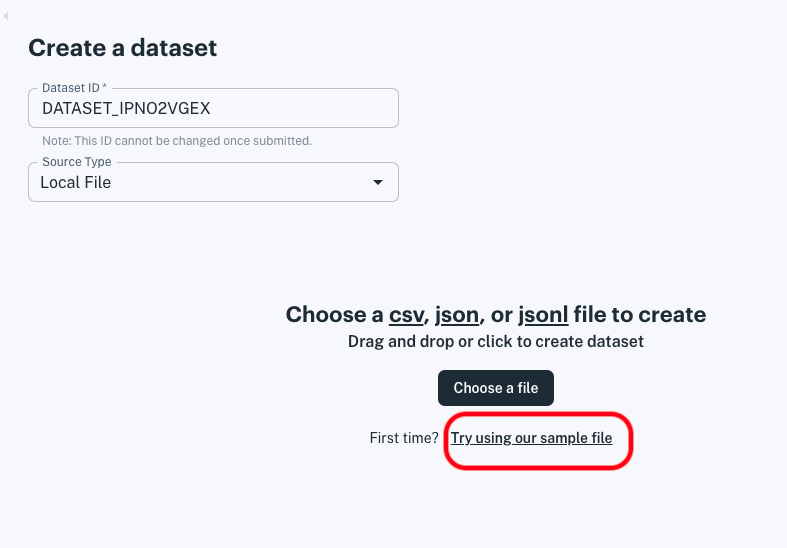 Create a dataset
Dataset ID *
DATASET_IPNO2VGEX
Note: This ID cannot be changed once submitted.
Source Type
Local File
Choose a csv, json, or jsonl file to create
Drag and drop or click to create dataset
Choose a file
First time? Try using our sample file